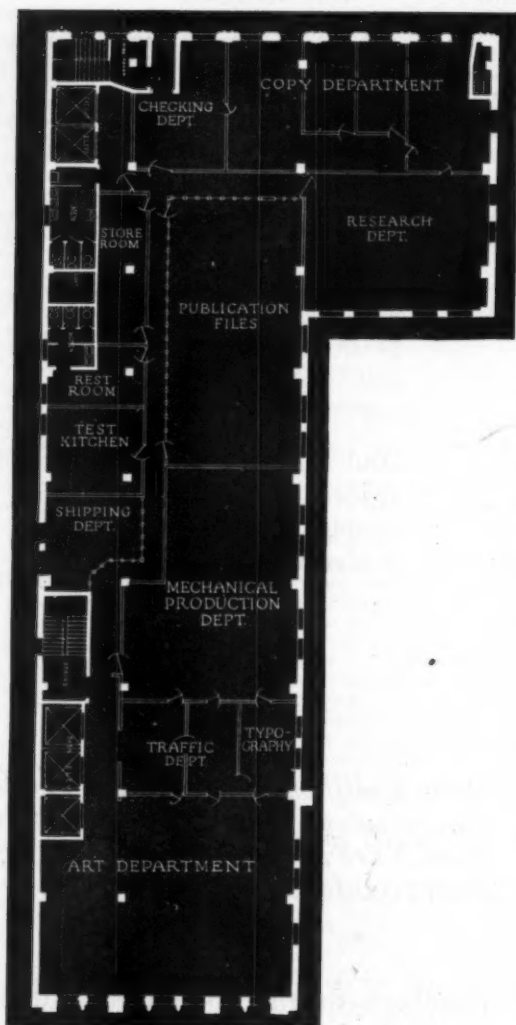 COPY DEPARTMENT
CHECKING
DEPT.
MEN
STORE
ROOM
RESEARCH
DEPT.
PUBLICATION
FILES
REST
ROOM
TEST
KITCHEN
SHIPPING
DEPT.
MECHANICAL
PRODUCTION
DEPT.
TRAFFIC
DEPT.
TYPO-
GRAPHY
ART DEPARTMENT